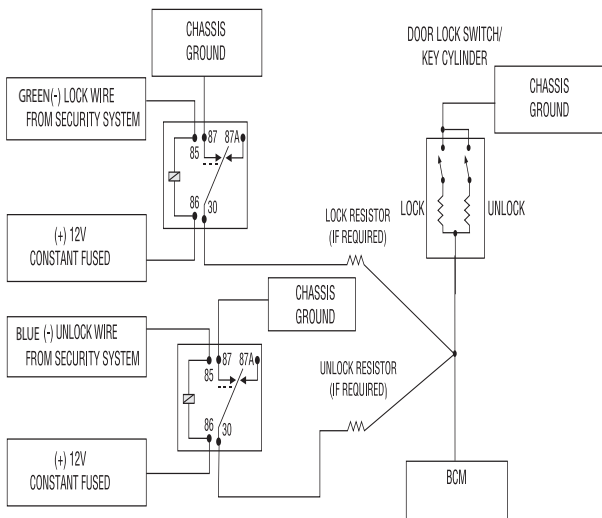 CHASSIS
GROUND
DOOR LOCK SWITCH/
KEY CYLINDER
CHASSIS
GROUND
GREEN(-) LOCK WIRE
FROM SECURITY SYSTEM
87 87A
85
86
30
LOCK
UNLOCK
LOCK RESISTOR
(IF REQUIRED)
(+) 12V
CONSTANT FUSED
CHASSIS
GROUND
BLUE (-) UNLOCK WIRE
FROM SECURITY SYSTEM
87 87A
85
86
30
UNLOCK RESISTOR
(IF REQUIRED)
(+) 12V
CONSTANT FUSED
BCM